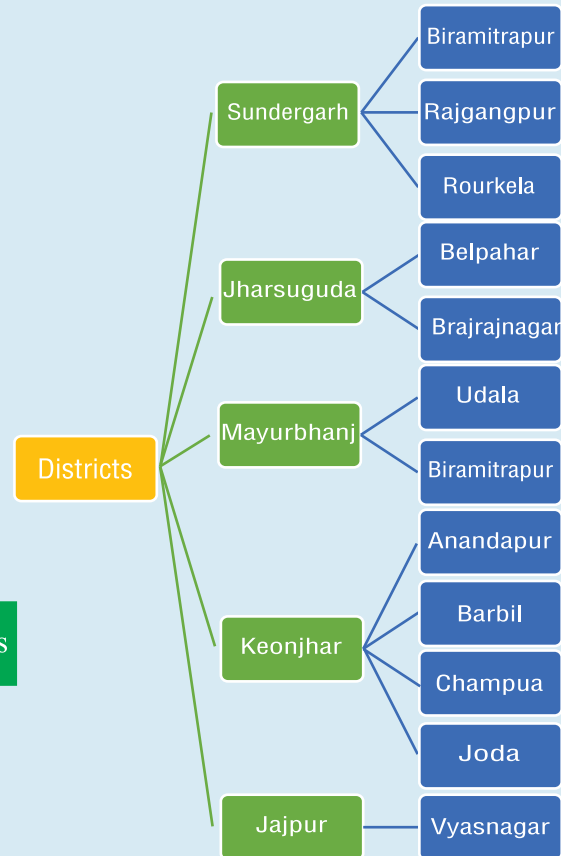 Districts
Sundergarh
Biramitrapur
Rajgangpur
Rourkela
Jharsuguda
Belpahar
Brajrajnagar
Mayurbhanj
Udala
Biramitrapur
Keonjhar
Anandapur
Barbil
Champua
Joda
Jajpur
Vyasnagar
s